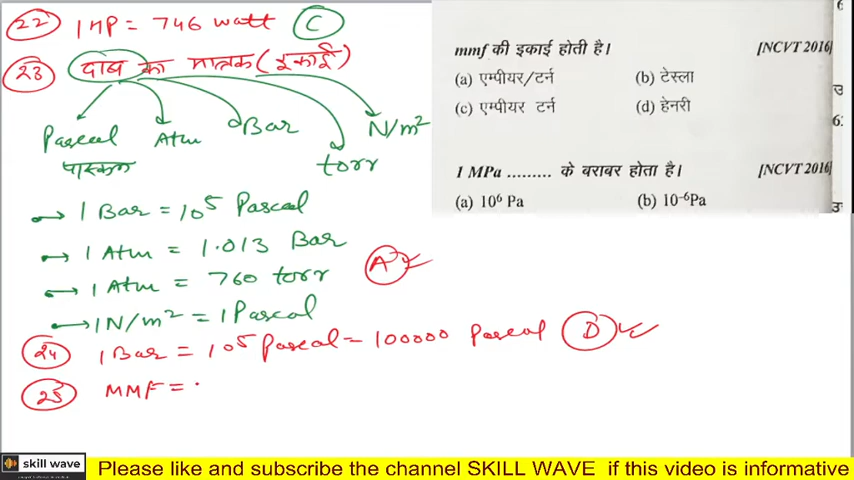 22 1 HP = 746 watt C
23 दाब का मात्रक (इकाई)
Pascal Atm Bar torr N/m²
पास्कल
→ 1 Bar = 10⁵ Pascal
→ 1 Atm = 1.013 Bar
→ 1 Atm = 760 torr A
→ 1 N/m² = 1 Pascal
24 1 Bar = 10⁵ Pascal = 100000 Pascal D
25 MMF =
mmf की इकाई होती है। [NCVT 2016]
(a) एम्पीयर/टर्न (b) टेस्ला
(c) एम्पीयर टर्न (d) हेनरी
1 MPa ......... के बराबर होता है। [NCVT 2016]
(a) 10⁶ Pa (b) 10⁻⁶Pa
skill wave
Please like and subscribe the channel SKILL WAVE if this video is informative